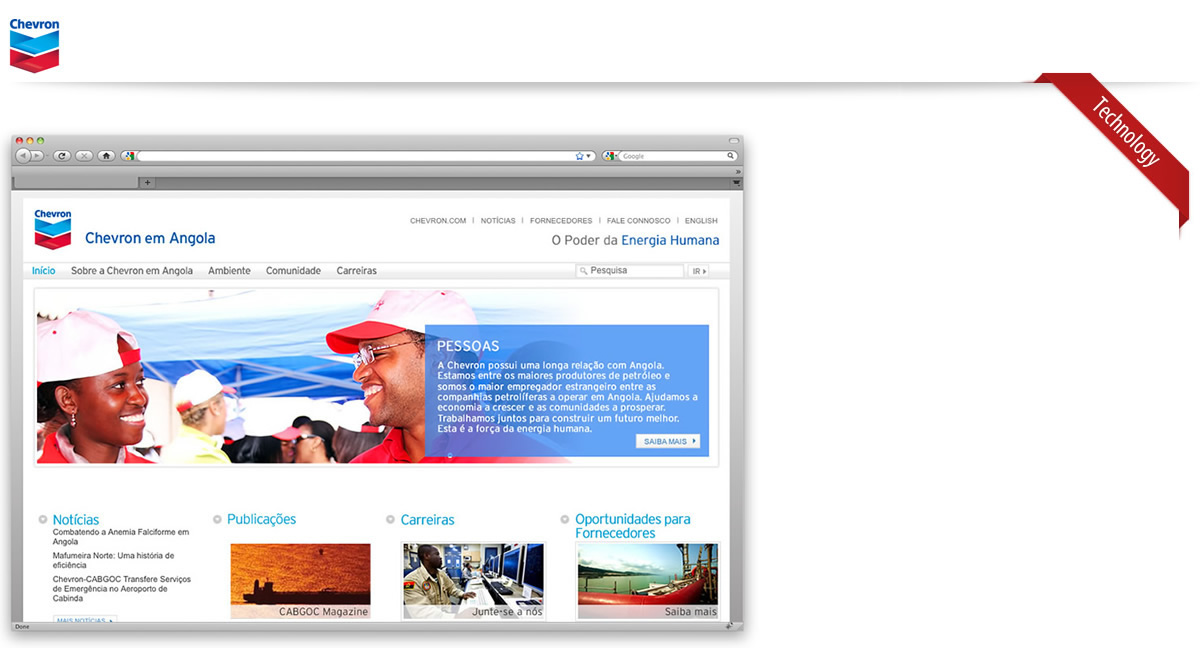 Chevron
Technology
Google
Chevron
Chevron em Angola
CHEVRON.COM | NOTÍCIAS | FORNECEDORES | FALE CONNOSCO | ENGLISH
O Poder da Energia Humana
Início Sobre a Chevron em Angola Ambiente Comunidade Carreiras Pesquisa IR
PESSOAS
A Chevron possui uma longa relação com Angola.
Estamos entre os maiores produtores de petróleo e
somos o maior empregador estrangeiro entre as
companhias petrolíferas a operar em Angola. Ajudamos a
economia a crescer e as comunidades a prosperar.
Trabalhamos juntos para construir um futuro melhor.
Esta é a força da energia humana.
SAIBA MAIS
Notícias
Combatendo a Anemia Falciforme em
Angola
Mafumeira Norte: Uma história de
eficiência
Chevron-CABGOC Transfere Serviços
de Emergência no Aeroporto de
Cabinda
MAIS NOTÍCIAS
Publicações
CABGOC Magazine
Carreiras
Junte-se a nós
Oportunidades para
Fornecedores
Saiba mais
Done